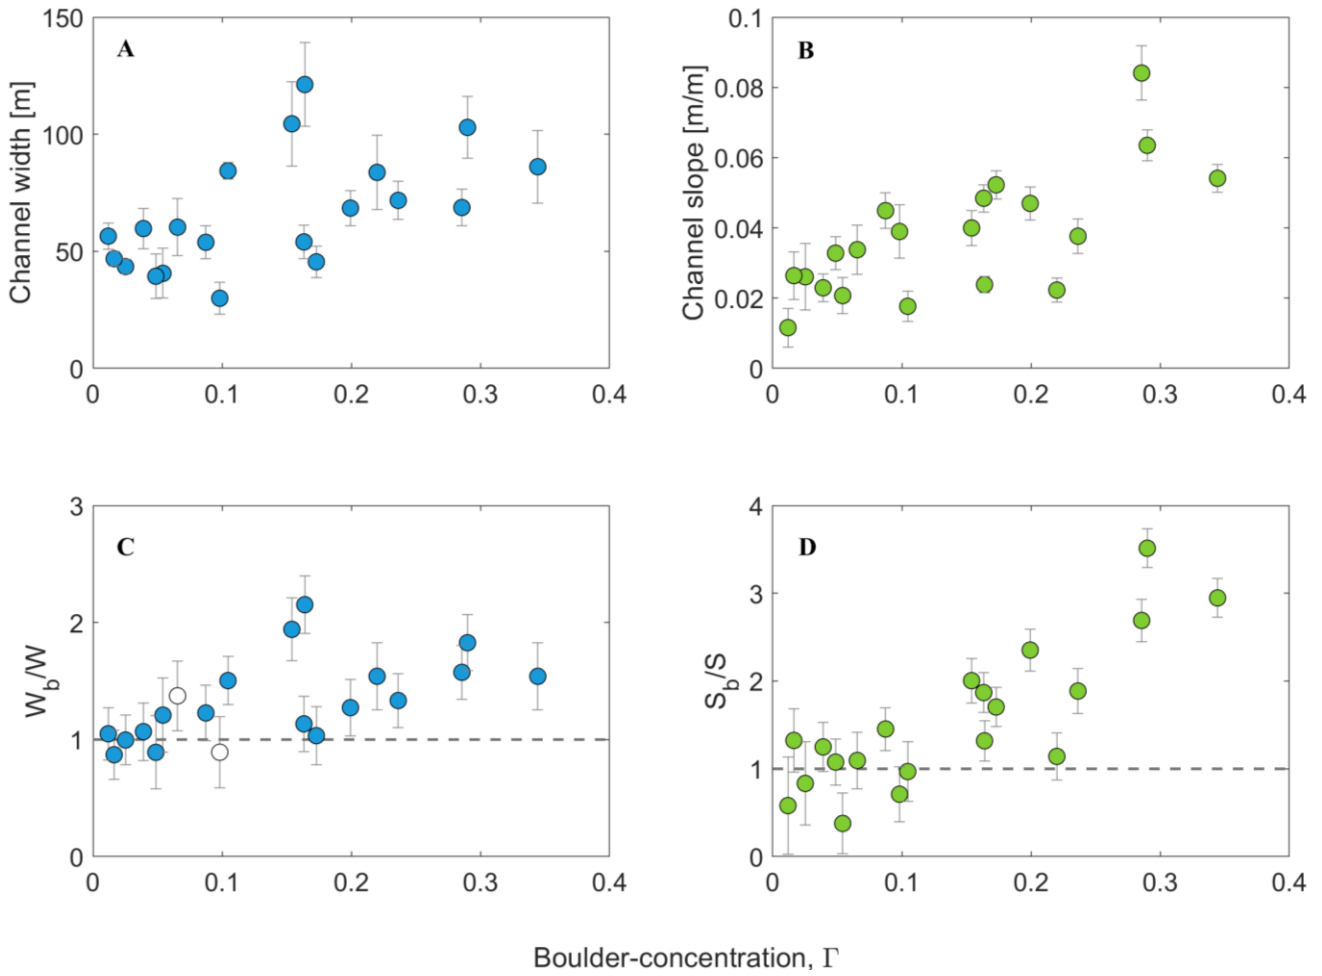 A
Channel width [m]
150
100
50
0
0 0.1 0.2 0.3 0.4
B
Channel slope [m/m]
0.1
0.08
0.06
0.04
0.02
0
0 0.1 0.2 0.3 0.4
C
W_b/W
3
2
1
0
0 0.1 0.2 0.3 0.4
D
S_b/S
4
3
2
1
0
0 0.1 0.2 0.3 0.4
Boulder-concentration, Γ